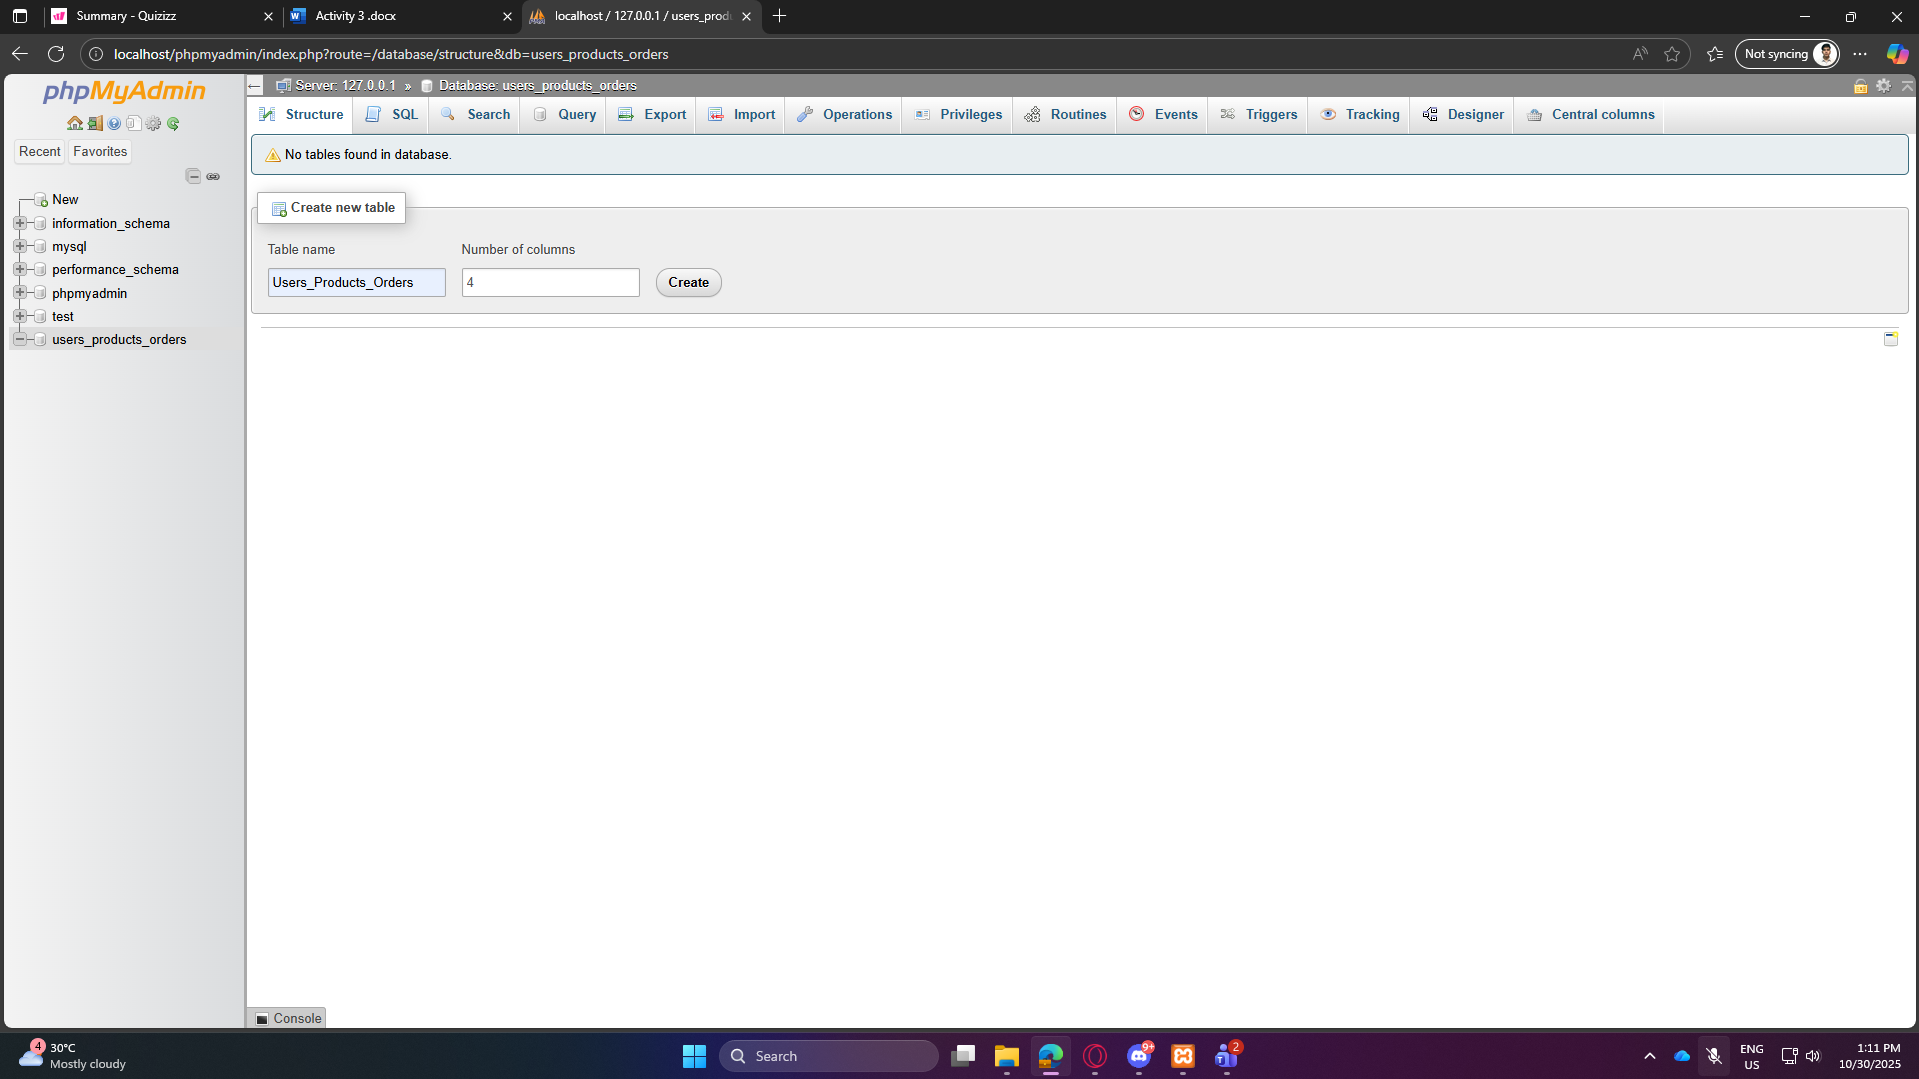 Summary - Quizizz
Activity 3 .docx
localhost / 127.0.0.1 / users_prod
localhost/phpmyadmin/index.php?route=/database/structure&db=users_products_orders
Not syncing
phpMyAdmin
Recent
Favorites
New
information_schema
mysql
performance_schema
phpmyadmin
test
users_products_orders
Server: 127.0.0.1 » Database: users_products_orders
Structure
SQL
Search
Query
Export
Import
Operations
Privileges
Routines
Events
Triggers
Tracking
Designer
Central columns
No tables found in database.
Create new table
Table name
Number of columns
Users_Products_Orders
4
Create
Console
4
30°C
Mostly cloudy
Search
9+
2
ENG
US
1:11 PM
10/30/2025